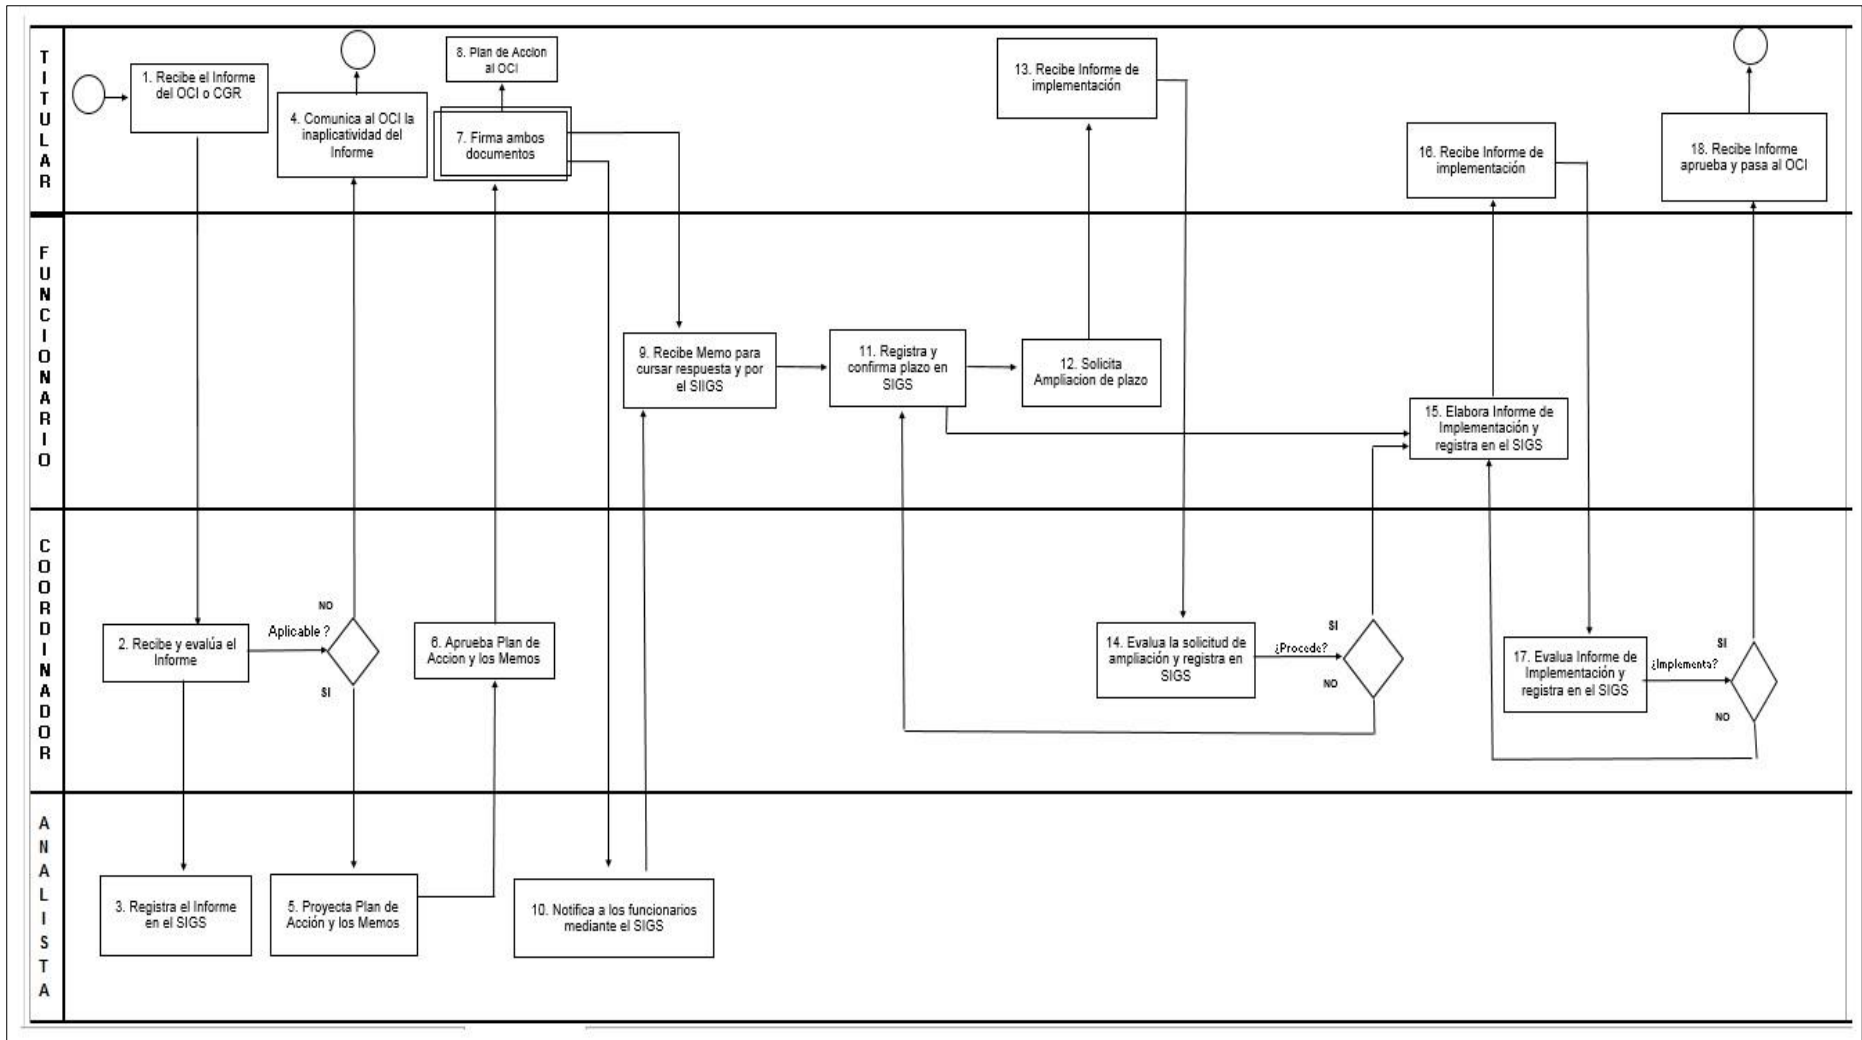 TITULAR
1. Recibe el Informe
del OCI o CGR
4. Comunica al OCI la
inaplicatividad del
Informe
8. Plan de Accion
al OCI
7. Firma ambos
documentos
13. Recibe Informe de
implementación
16. Recibe Informe de
implementación
18. Recibe Informe
aprueba y pasa al OCI
FUNCIONARIO
9. Recibe Memo para
cursar respuesta y por
el SIIGS
11. Registra y
confirma plazo en
SIGS
12. Solicita
Ampliacion de plazo
15. Elabora Informe de
Implementación y
registra en el SIGS
COORDINADOR
2. Recibe y evalúa el
Informe
Aplicable ?
NO
SI
6. Aprueba Plan de
Accion y los Memos
14. Evalua la solicitud de
ampliación y registra en
SIGS
¿Procede?
SI
NO
17. Evalua Informe de
Implementación y
registra en el SIGS
¿Implementa?
SI
NO
ANALISTA
3. Registra el Informe
en el SIGS
5. Proyecta Plan de
Acción y los Memos
10. Notifica a los funcionarios
mediante el SIGS